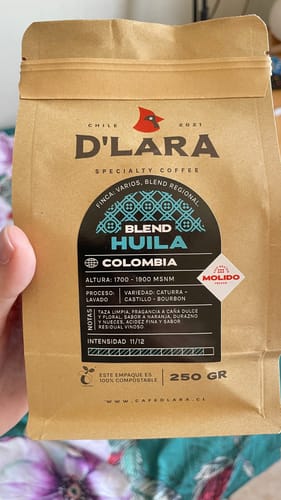 CHILE 2021
D'LARA
SPECIALTY COFFEE
FINCA: VARIOS, BLEND REGIONAL
BLEND
HUILA
COLOMBIA
ALTURA: 1700 - 1900 MSNM
MOLIDO
PROCESO: LAVADO
VARIEDAD: CATURRA - CASTILLO - BOURBON
NOTAS
TAZA LIMPIA, FRAGANCIA A CAÑA DULCE
Y FLORAL, SABOR A NARANJA, DURAZNO
Y NUECES, ACIDEZ FINA Y SABOR
RESIDUAL VINOSO
INTENSIDAD 11/12
ESTE EMPAQUE ES
100% COMPOSTABLE
250 GR
WWW.CAFEDLARA.CL